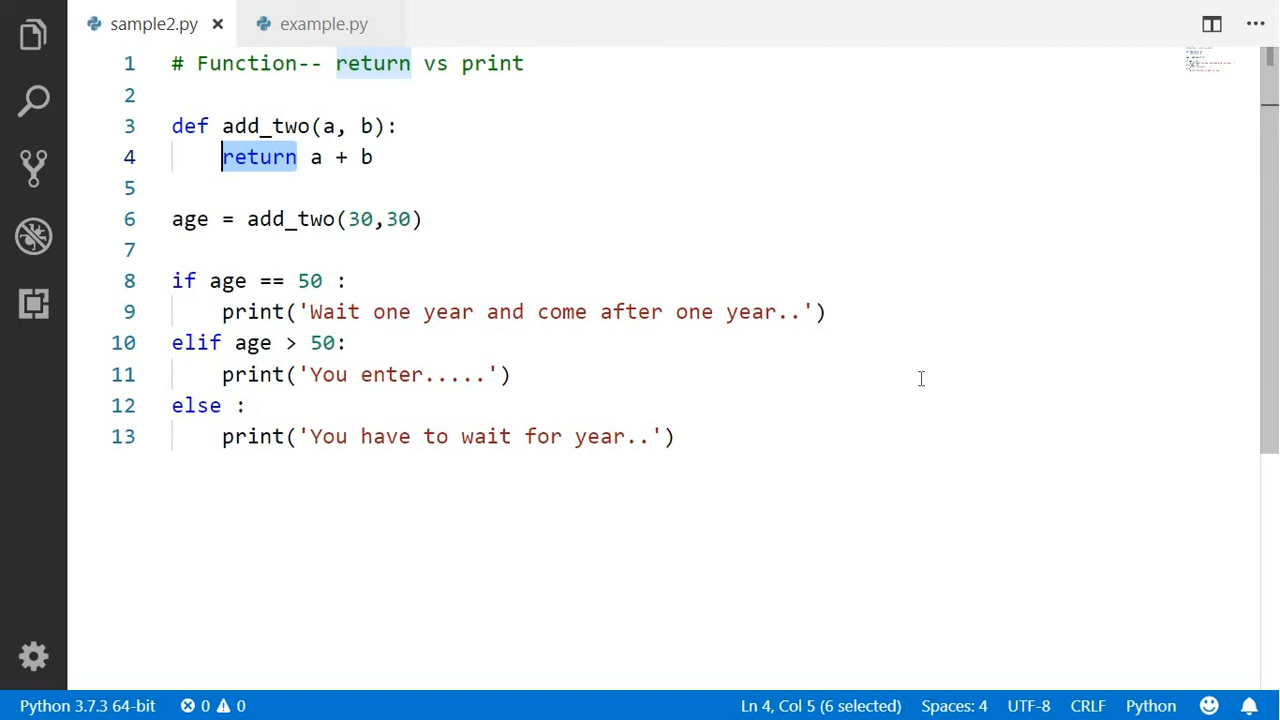 sample2.py × example.py ...
1 # Function-- return vs print
2
3 def add_two(a, b):
4 return a + b
5
6 age = add_two(30,30)
7
8 if age == 50 :
9 print('Wait one year and come after one year..')
10 elif age > 50:
11 print('You enter.....')
12 else :
13 print('You have to wait for year..')
Python 3.7.3 64-bit 0 0 Ln 4, Col 5 (6 selected) Spaces: 4 UTF-8 CRLF Python